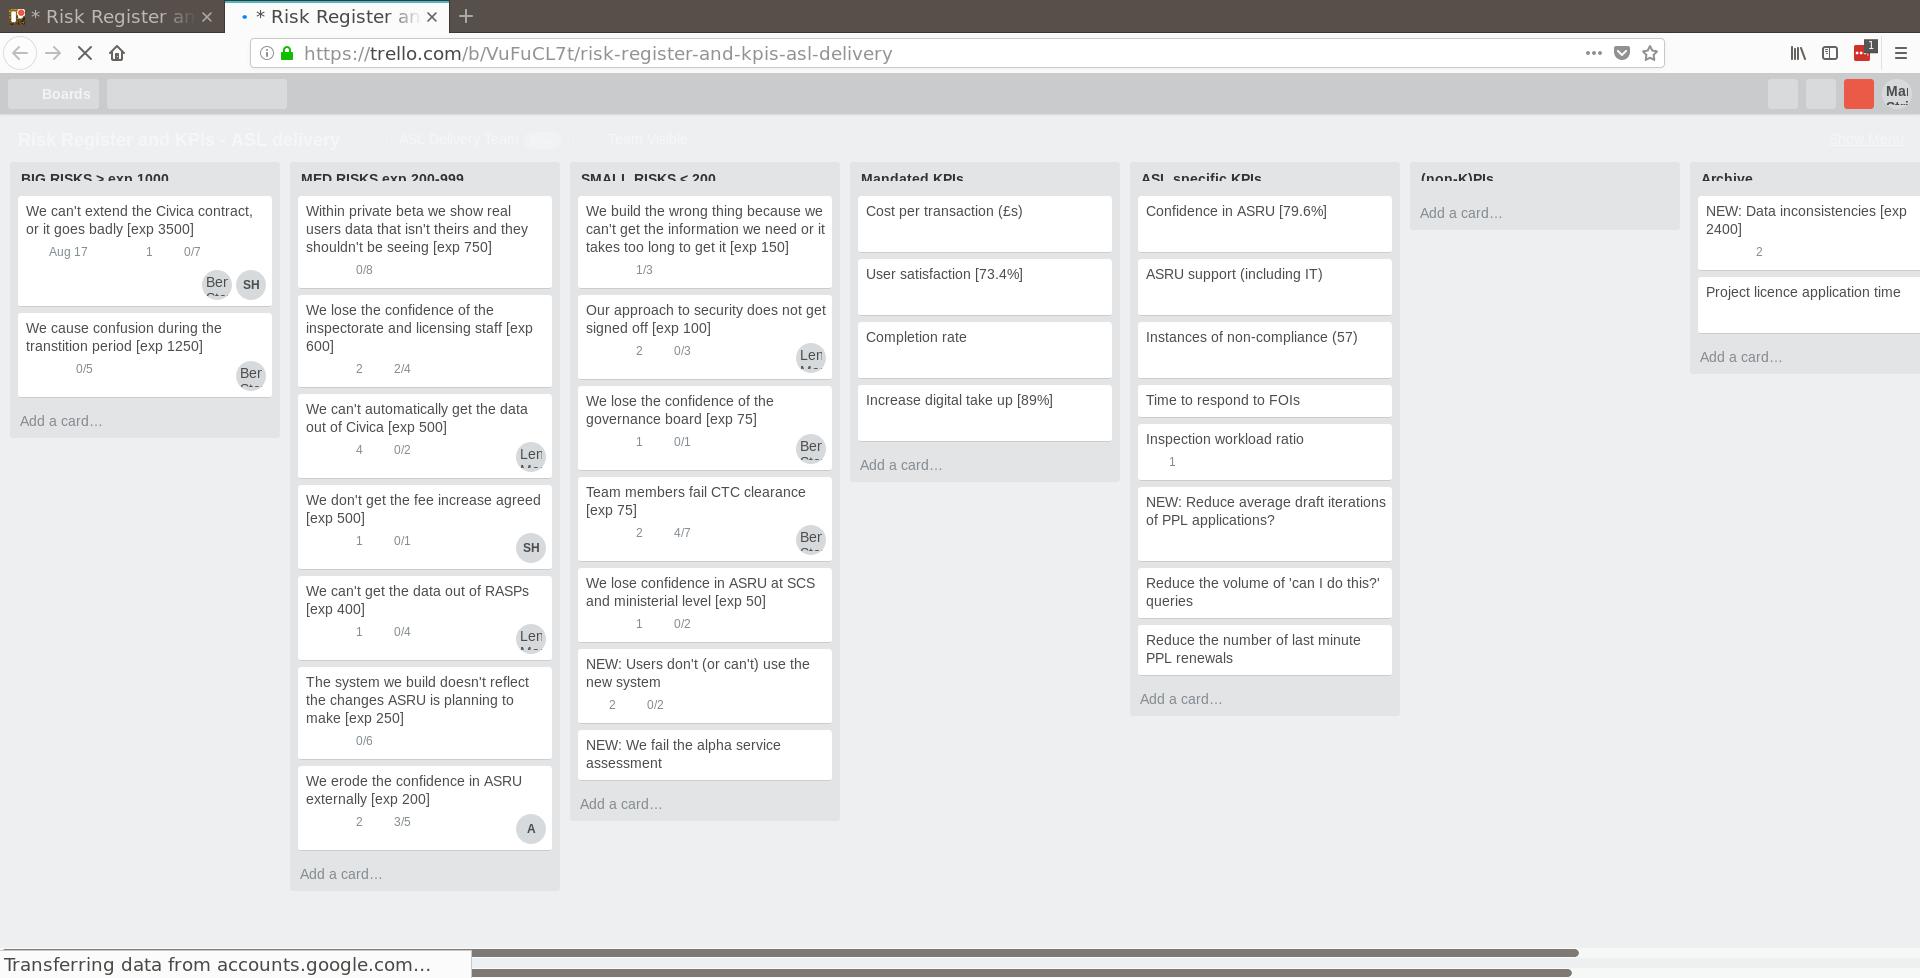 * Risk Register an
* Risk Register an
https://trello.com/b/VuFuCL7t/risk-register-and-kpis-asl-delivery
1
Boards
Risk Register and KPIs - ASL delivery
ASL Delivery Team
Team Visible
Show Menu
BIG RISKS > exp 1000
We can't extend the Civica contract,
or it goes badly [exp 3500]
Aug 17 1 0/7
Ber
SH
We cause confusion during the
transtition period [exp 1250]
0/5
Ber
Add a card…
MED RISKS exp 200-999
Within private beta we show real
users data that isn't theirs and they
shouldn't be seeing [exp 750]
0/8
We lose the confidence of the
inspectorate and licensing staff [exp
600]
2 2/4
We can't automatically get the data
out of Civica [exp 500]
4 0/2
Len
We don't get the fee increase agreed
[exp 500]
1 0/1
SH
We can't get the data out of RASPs
[exp 400]
1 0/4
Len
The system we build doesn't reflect
the changes ASRU is planning to
make [exp 250]
0/6
We erode the confidence in ASRU
externally [exp 200]
2 3/5
A
Add a card…
SMALL RISKS < 200
We build the wrong thing because we
can't get the information we need or it
takes too long to get it [exp 150]
1/3
Our approach to security does not get
signed off [exp 100]
2 0/3
Len
We lose the confidence of the
governance board [exp 75]
1 0/1
Ber
Team members fail CTC clearance
[exp 75]
2 4/7
Ber
We lose confidence in ASRU at SCS
and ministerial level [exp 50]
1 0/2
NEW: Users don't (or can't) use the
new system
2 0/2
NEW: We fail the alpha service
assessment
Add a card…
Mandated KPIs
Cost per transaction (£s)
User satisfaction [73.4%]
Completion rate
Increase digital take up [89%]
Add a card…
ASL specific KPIs
Confidence in ASRU [79.6%]
ASRU support (including IT)
Instances of non-compliance (57)
Time to respond to FOIs
Inspection workload ratio
1
NEW: Reduce average draft iterations
of PPL applications?
Reduce the volume of 'can I do this?'
queries
Reduce the number of last minute
PPL renewals
Add a card…
(non-K)PIs
Add a card…
Archive
NEW: Data inconsistencies [exp
2400]
2
Project licence application time
Add a card…
Transferring data from accounts.google.com…